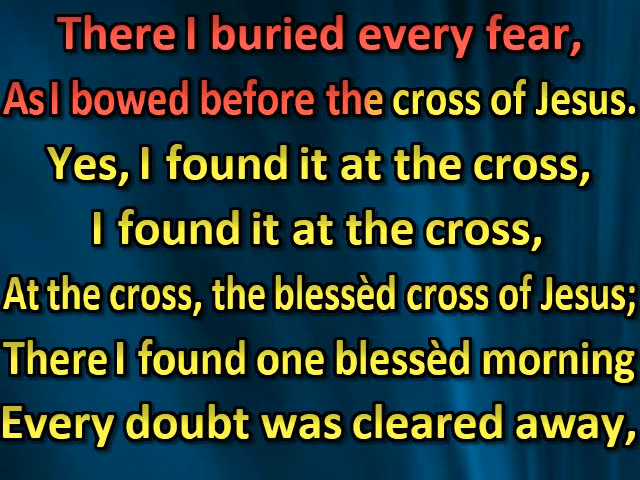 There I buried every fear,
As I bowed before the cross of Jesus.
Yes, I found it at the cross,
I found it at the cross,
At the cross, the blessèd cross of Jesus;
There I found one blessèd morning
Every doubt was cleared away,